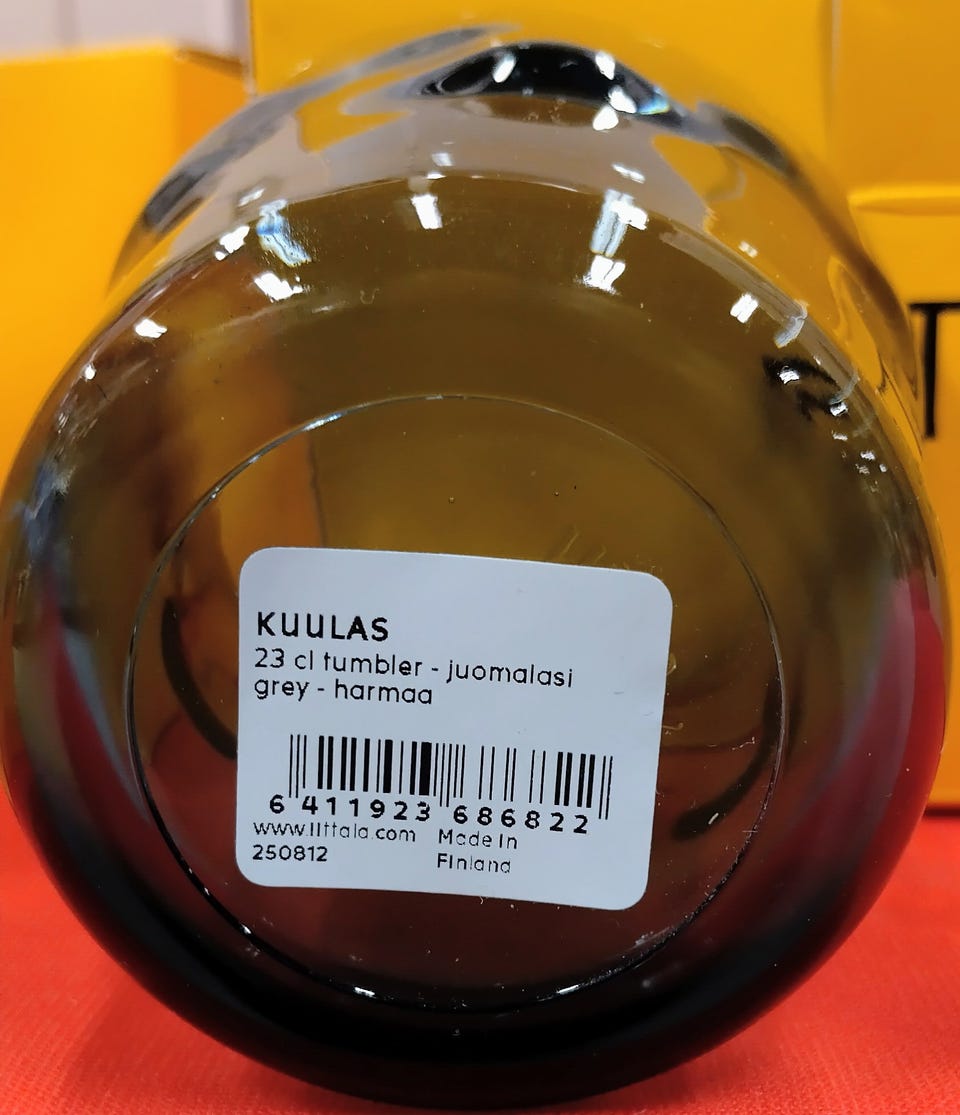 KUULAS
23 cl tumbler - juomalasi
grey - harmaa
6 411923 686822
www.iittala.com Made in
250812 Finland
T